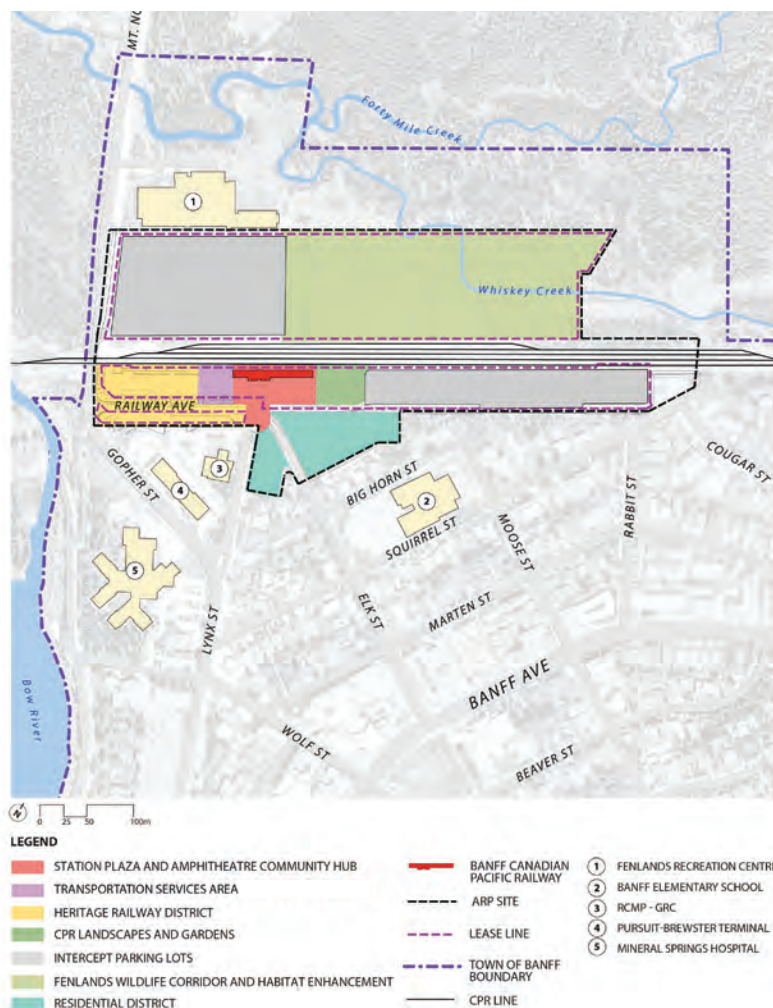 MT. NO
Forty Mile Creek
1
Whiskey Creek
RAILWAY AVE
GOPHER ST
3
4
BIG HORN ST
2
SQUIRREL ST
COUGAR ST
RABBIT ST
MOOSE ST
5
LYNX ST
ELK ST
MARTEN ST
BANFF AVE
Bow River
WOLF ST
BEAVER ST
N
0 25 50 100m
LEGEND
STATION PLAZA AND AMPHITHEATRE COMMUNITY HUB
TRANSPORTATION SERVICES AREA
HERITAGE RAILWAY DISTRICT
CPR LANDSCAPES AND GARDENS
INTERCEPT PARKING LOTS
FENLANDS WILDLIFE CORRIDOR AND HABITAT ENHANCEMENT
RESIDENTIAL DISTRICT
BANFF CANADIAN
PACIFIC RAILWAY
ARP SITE
LEASE LINE
TOWN OF BANFF
BOUNDARY
CPR LINE
1 FENLANDS RECREATION CENTRE
2 BANFF ELEMENTARY SCHOOL
3 RCMP - GRC
4 PURSUIT-BREWSTER TERMINAL
5 MINERAL SPRINGS HOSPITAL